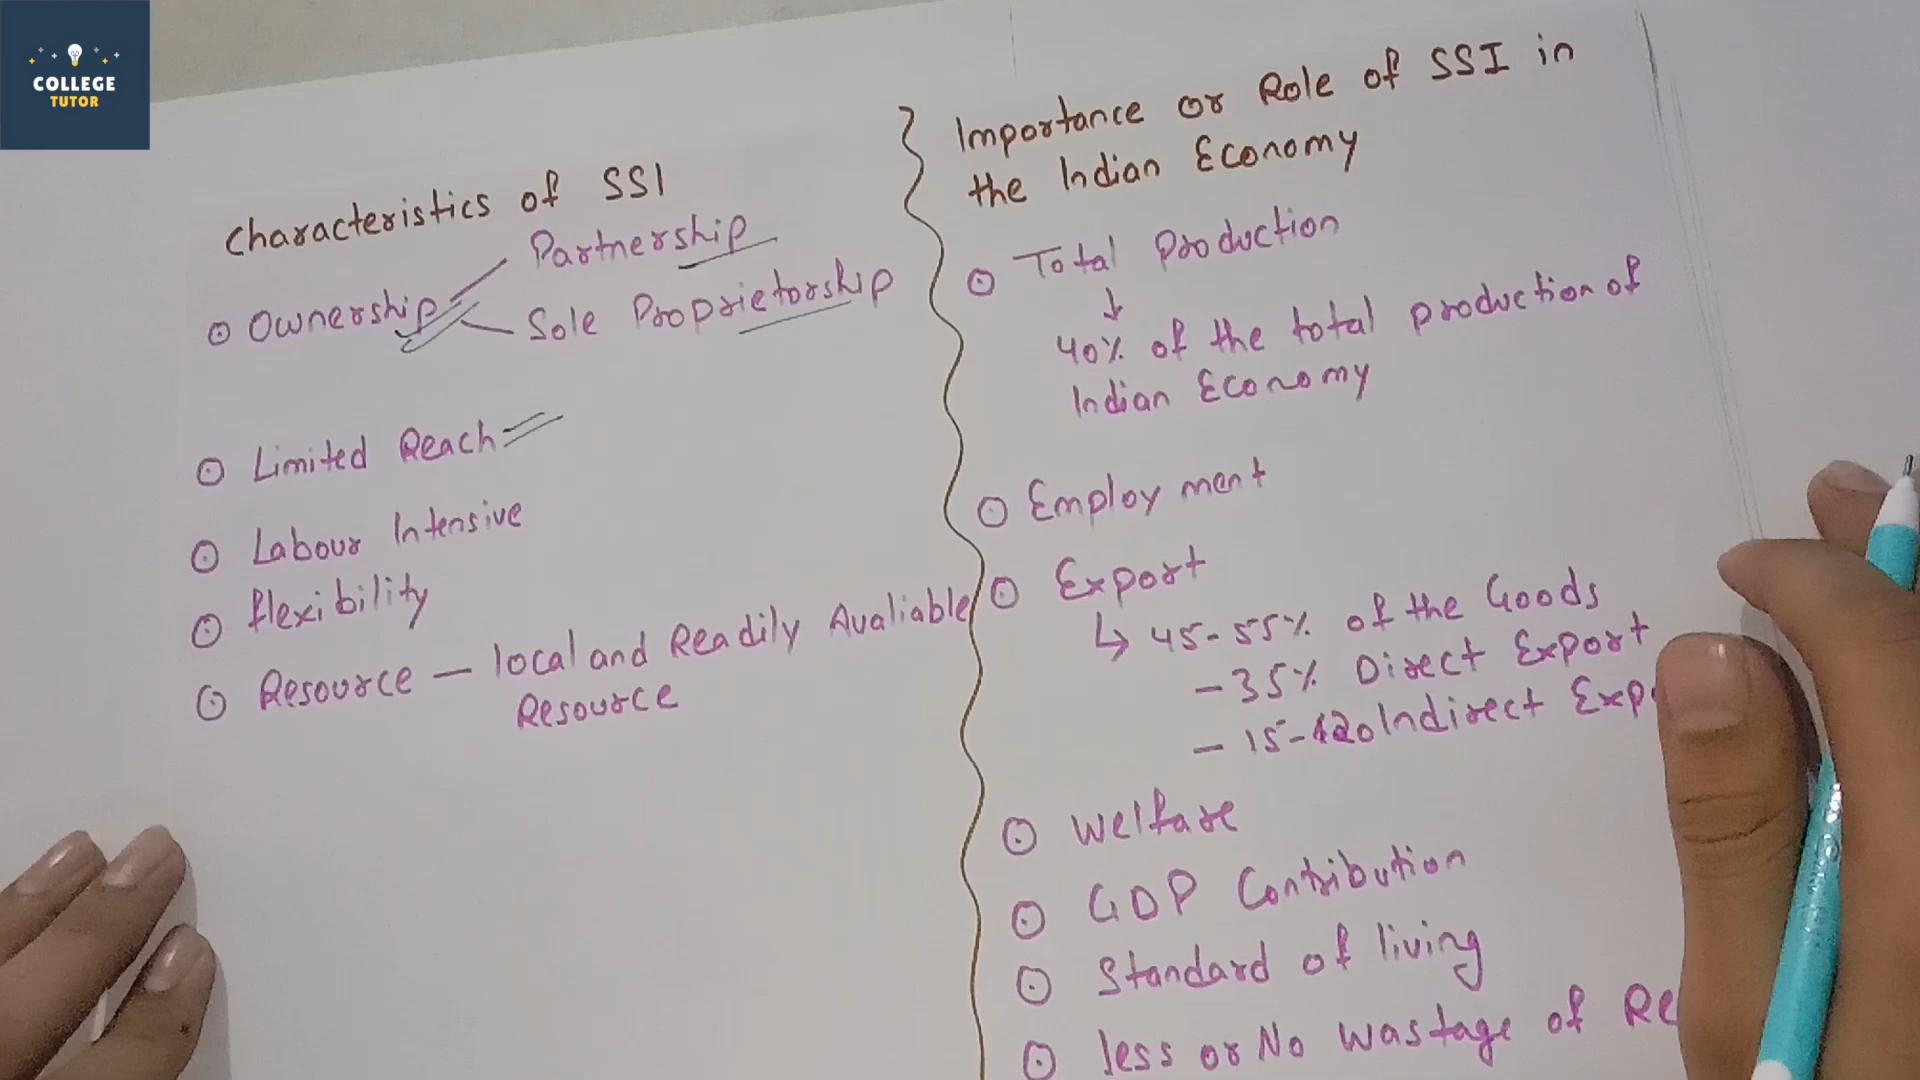 COLLEGE
TUTOR
Characteristics of SSI
Partnership
Ownership
Sole Proprietorship
Limited Reach
Labour Intensive
flexibility
Resource - local and Readily Avaliable
Resource
Importance or Role of SSI in
the Indian Economy
Total Production
40% of the total production of
Indian Economy
Employment
Export
45-55% of the Goods
- 35% Direct Export
- 15- Indirect
Welfare
GDP Contribution
Standard of living
less or No Wastage of